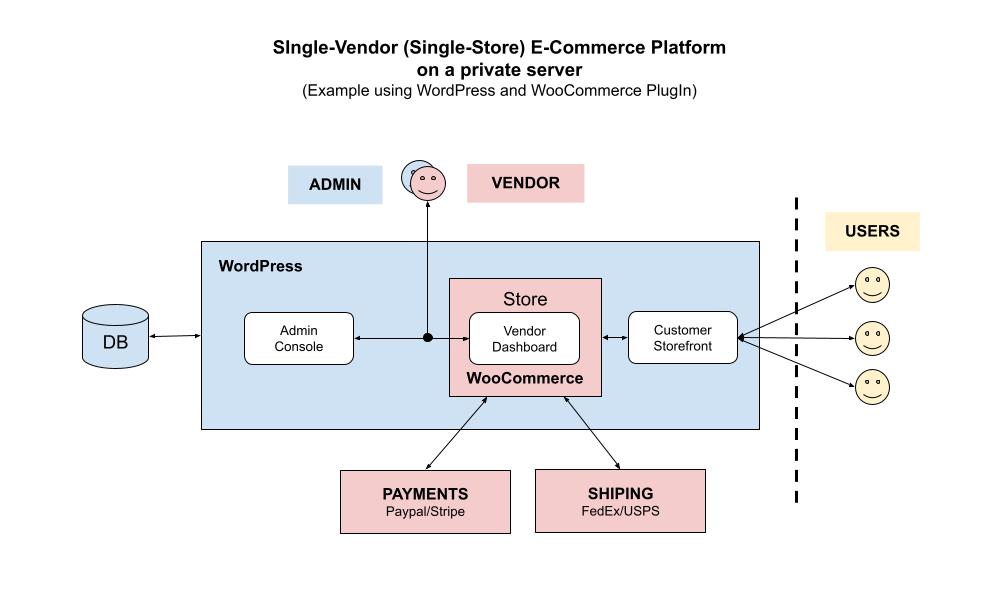 SIngle-Vendor (Single-Store) E-Commerce Platform
on a private server
(Example using WordPress and WooCommerce PlugIn)
ADMIN
VENDOR
USERS
WordPress
Store
Admin
Console
Vendor
Dashboard
Customer
Storefront
DB
WooCommerce
PAYMENTS
Paypal/Stripe
SHIPING
FedEx/USPS